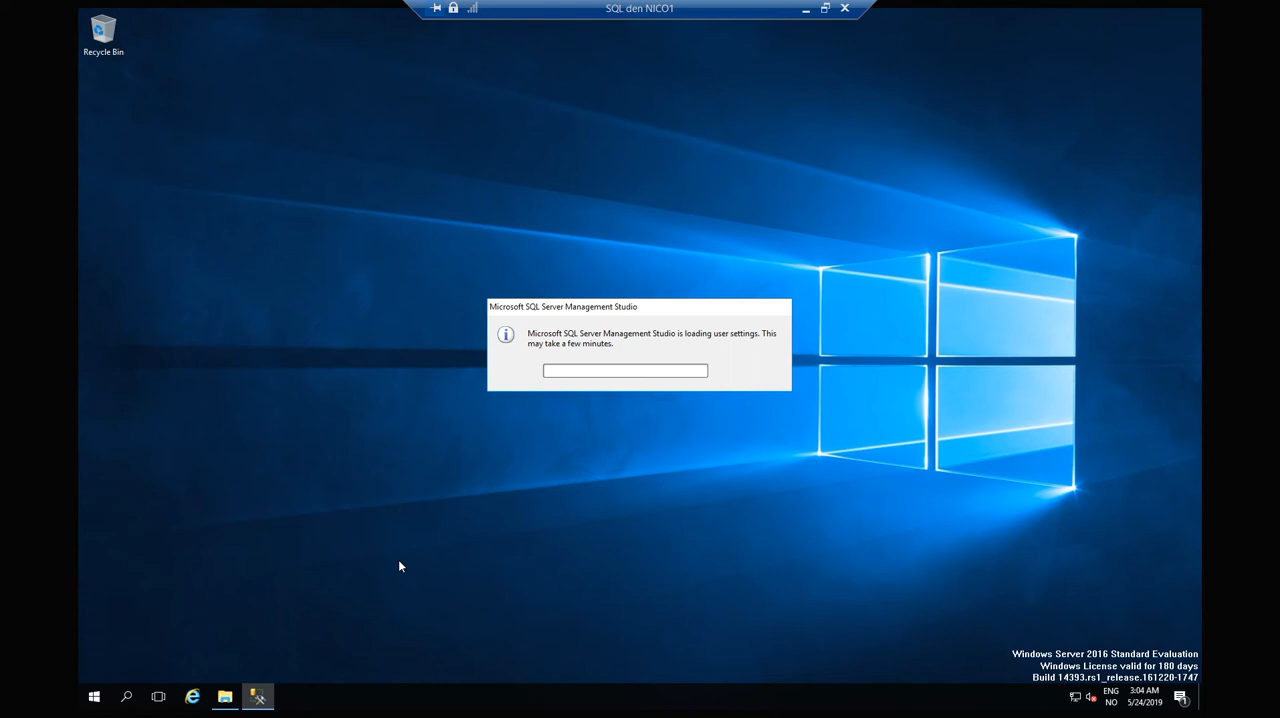 SQL den NICO1
Recycle Bin
Microsoft SQL Server Management Studio
Microsoft SQL Server Management Studio is loading user settings. This
may take a few minutes.
Windows Server 2016 Standard Evaluation
Windows License valid for 180 days
Build 14393.rs1_release.161220-1747
ENG
NO
3:04 AM
5/24/2019
1